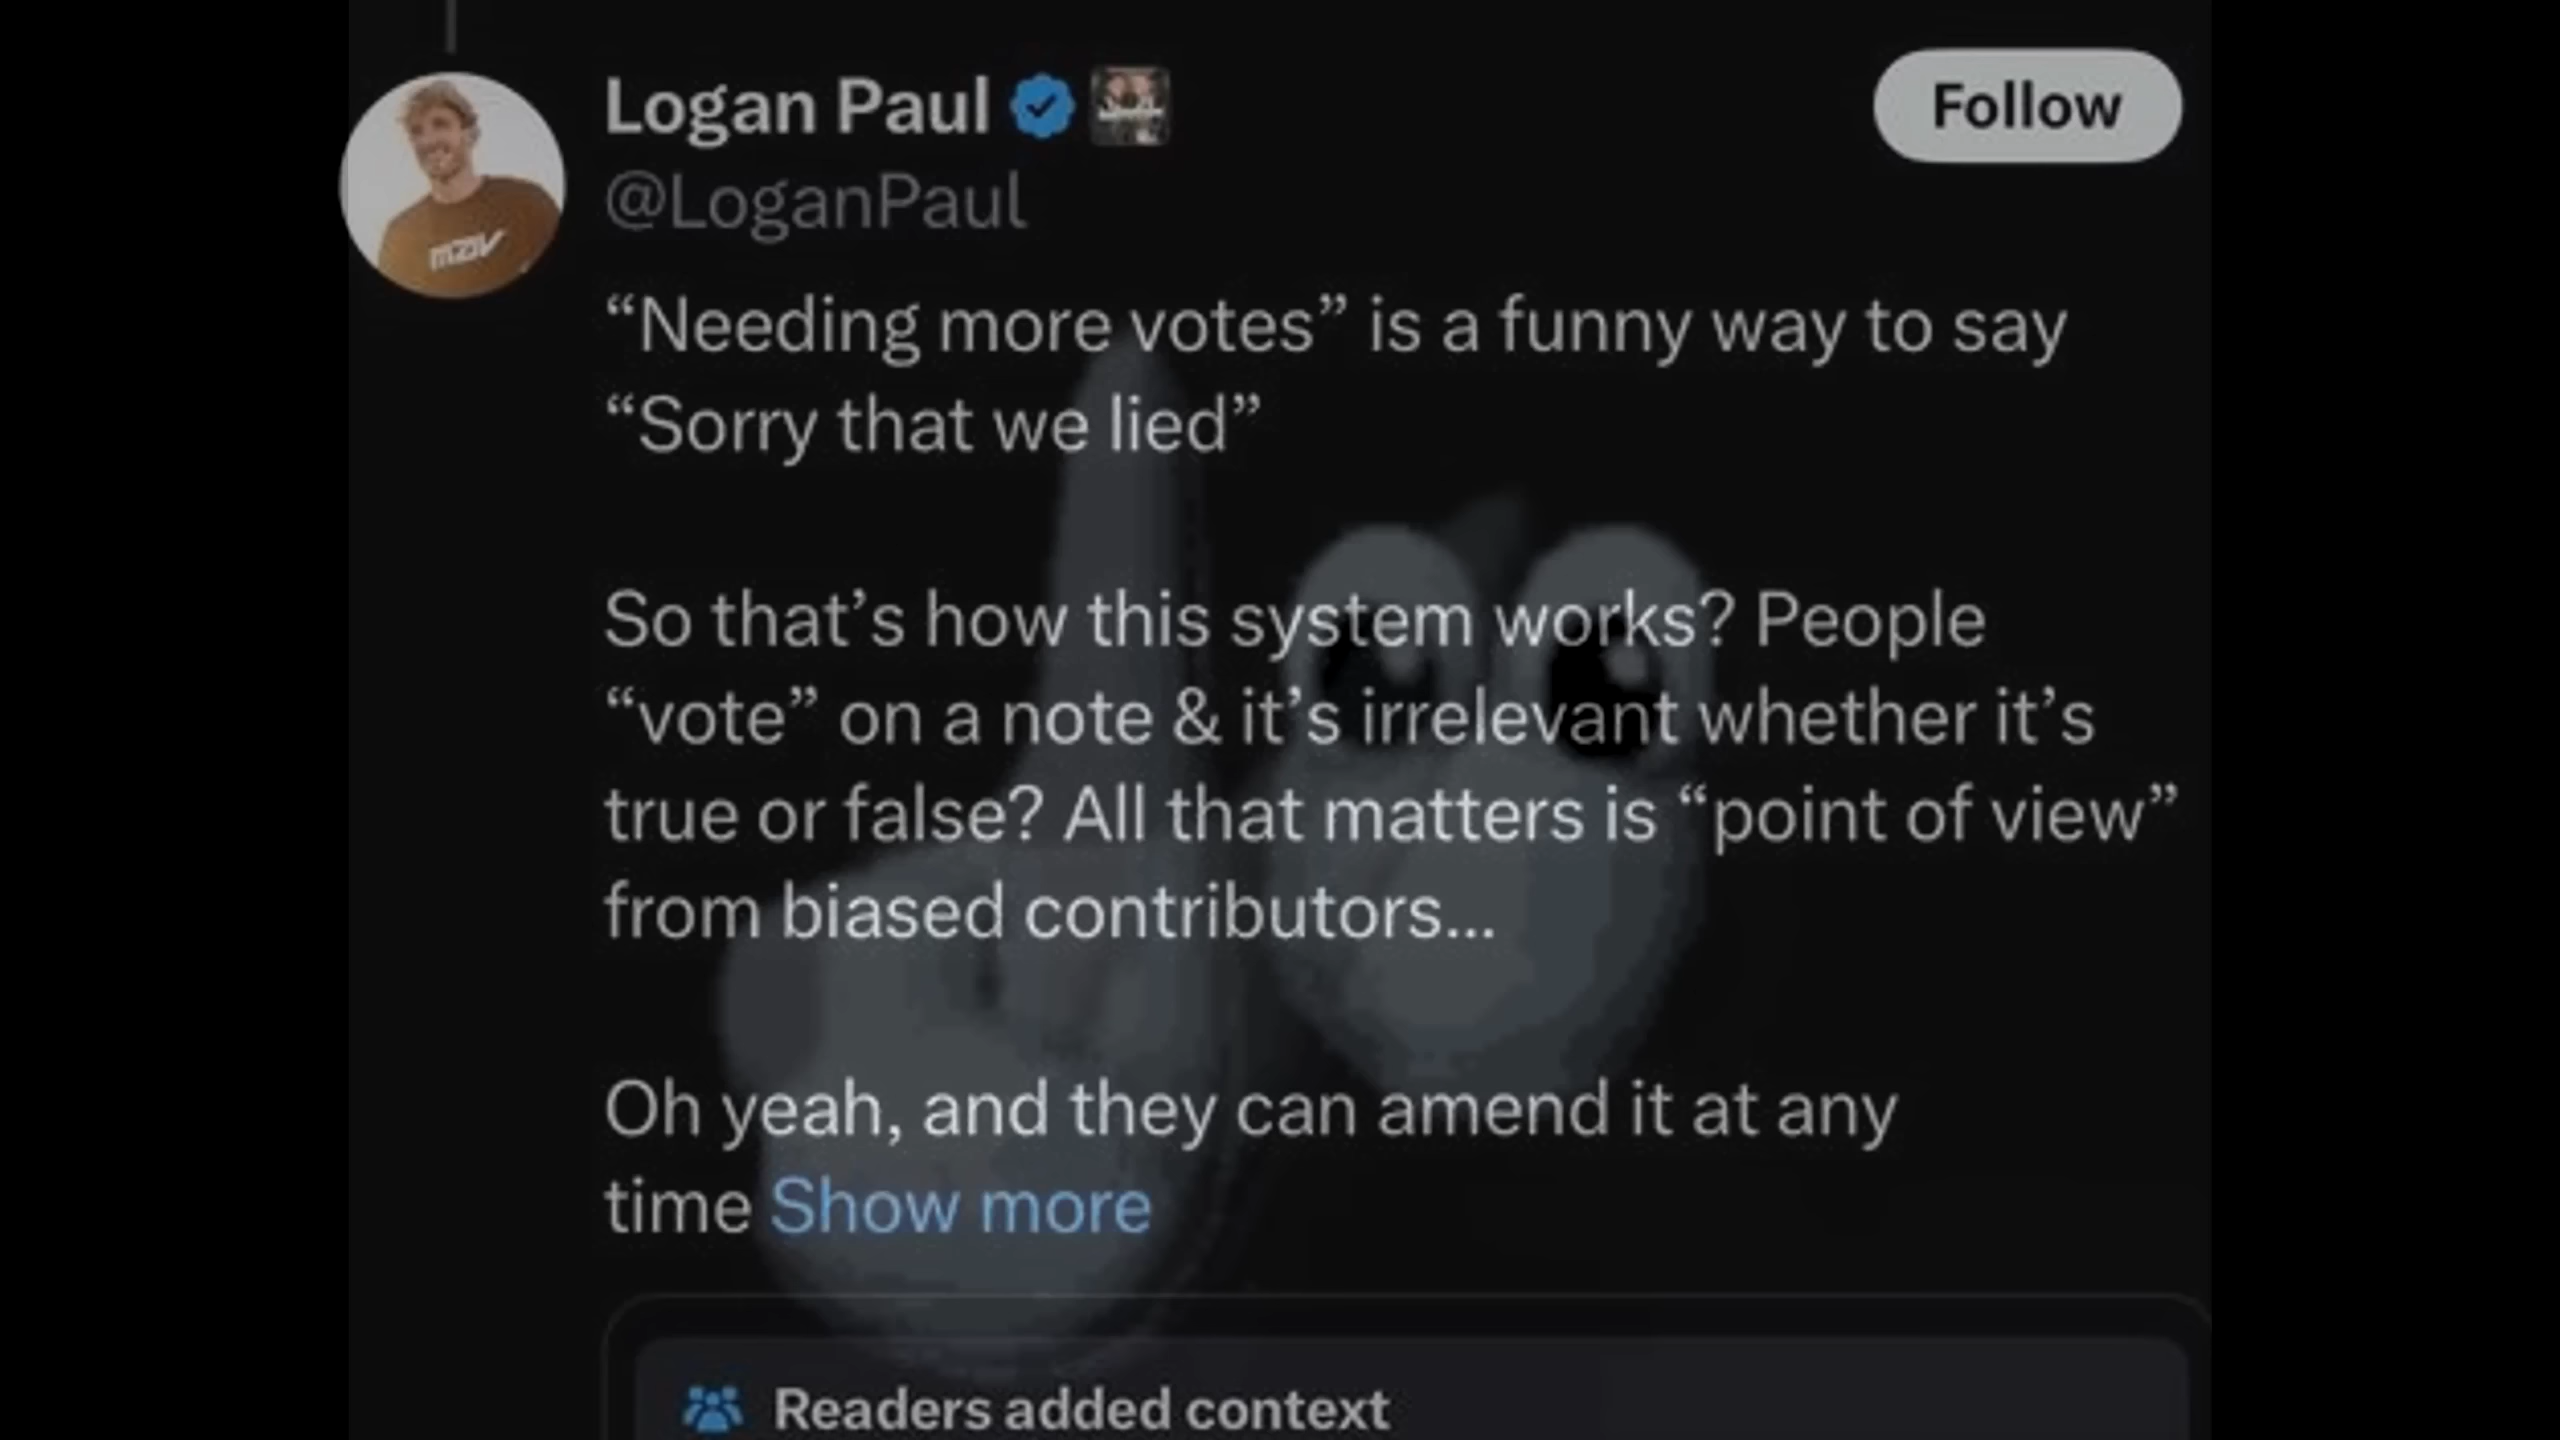 Logan Paul
Follow
@LoganPaul
“Needing more votes” is a funny way to say
“Sorry that we lied”
So that’s how this system works? People
“vote” on a note & it’s irrelevant whether it’s
true or false? All that matters is “point of view”
from biased contributors...
Oh yeah, and they can amend it at any
time Show more
Readers added context